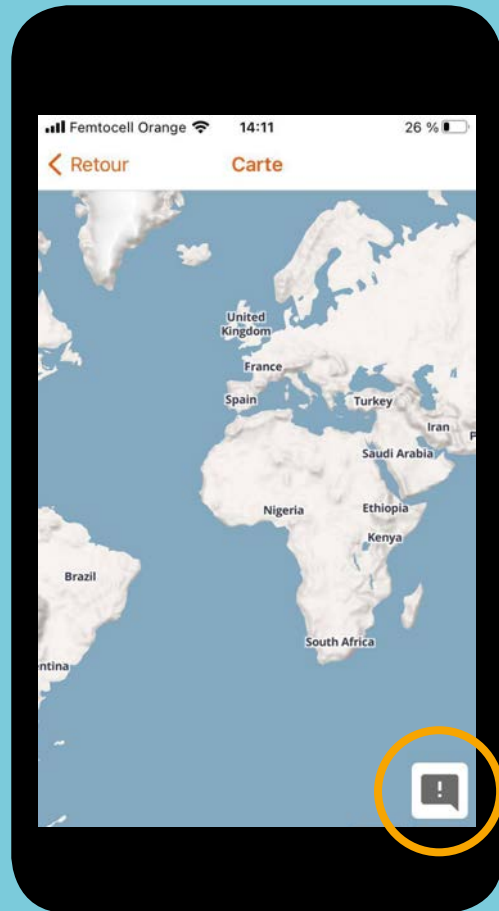 Femtocell Orange 14:11 26 %
Retour Carte
United
Kingdom
France
Spain
Turkey
Iran
P
Saudi Arabia
Nigeria
Ethiopia
Kenya
Brazil
South Africa
ntina
!